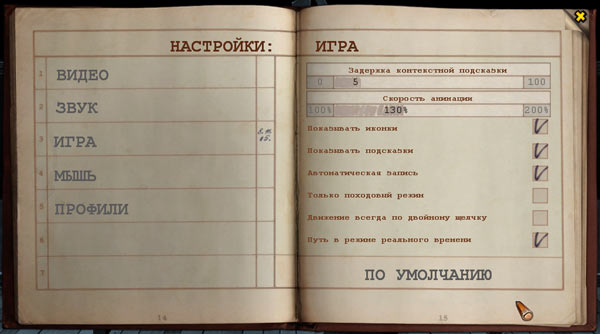 НАСТРОЙКИ: ИГРА
1 ВИДЕО
2 ЗВУК
3 ИГРА
4 МЫШЬ
5 ПРОФИЛИ
6
7
Задержка контекстной подсказки
0 5 100
Скорость анимации
100% 130% 200%
Показывать иконки
Показывать подсказки
Автоматическая запись
Только походовый режим
Движение всегда по двойному щелчку
Путь в режиме реального времени
ПО УМОЛЧАНИЮ
14
15